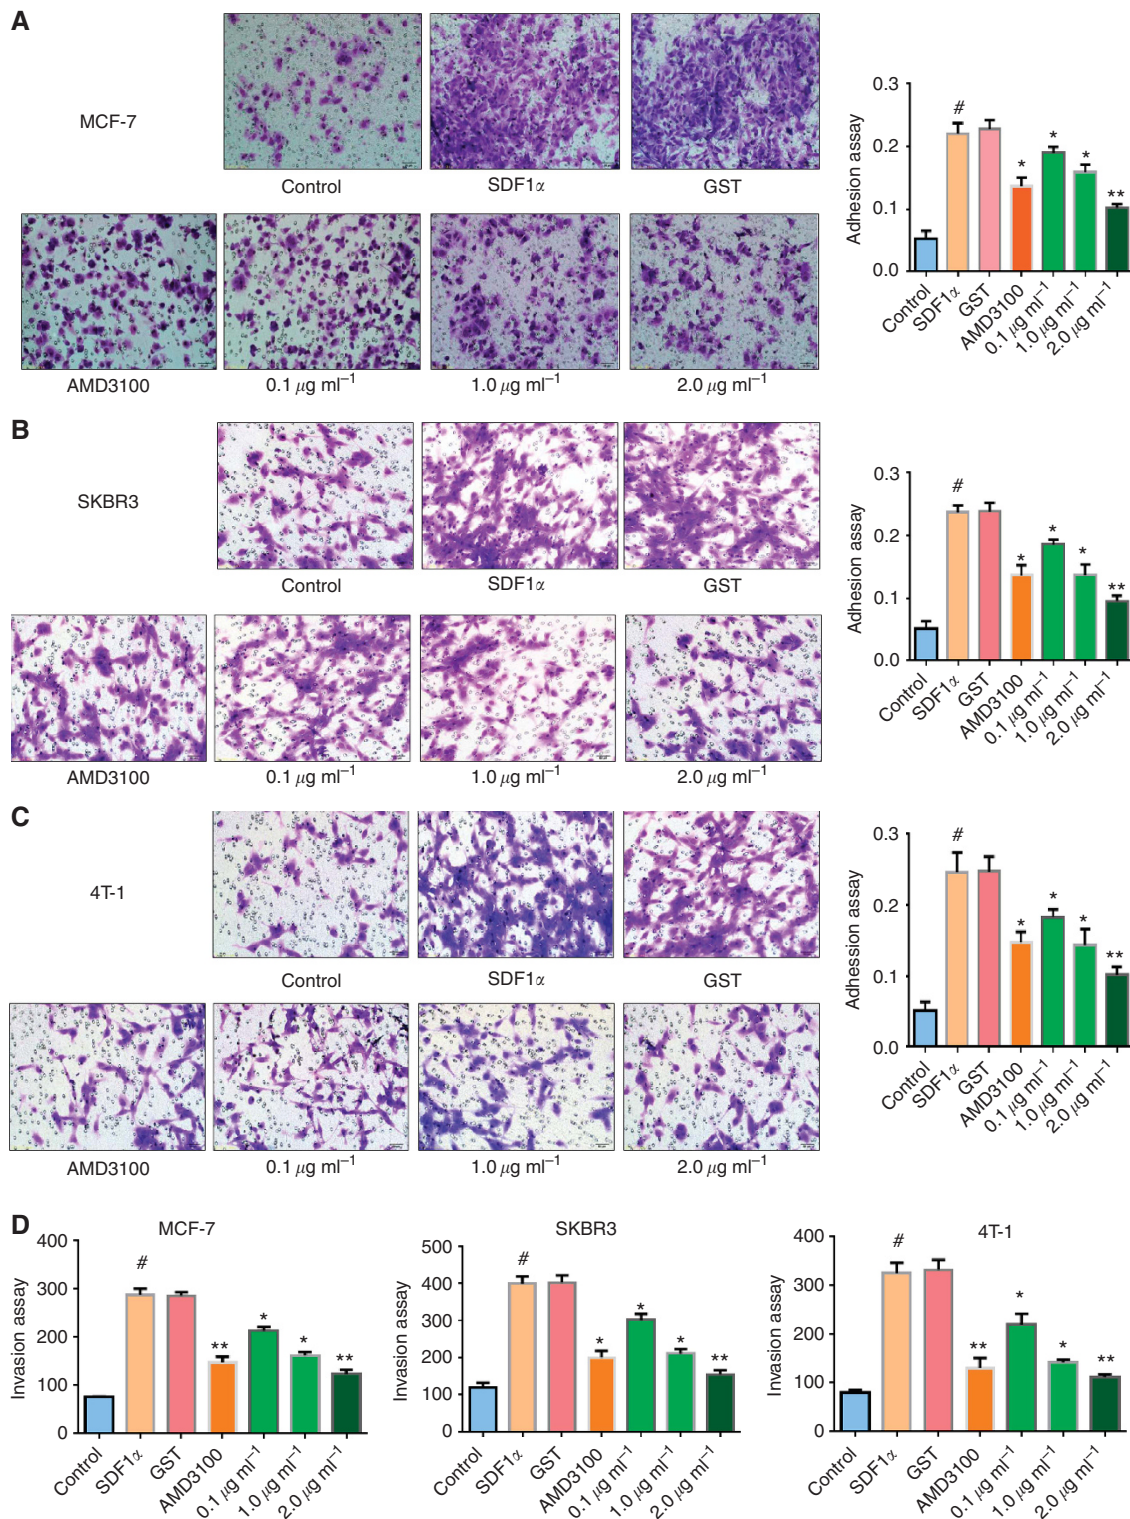 A
MCF-7
Control
SDF1α
GST
AMD3100
0.1 μg ml−1
1.0 μg ml−1
2.0 μg ml−1
Adhesion assay
0.3
0.2
0.1
0.0
#
*
*
*
**
Control
SDF1α
GST
AMD3100
0.1 μg ml−1
1.0 μg ml−1
2.0 μg ml−1
B
SKBR3
Control
SDF1α
GST
AMD3100
0.1 μg ml−1
1.0 μg ml−1
2.0 μg ml−1
Adhesion assay
0.3
0.2
0.1
0.0
#
*
*
*
**
Control
SDF1α
GST
AMD3100
0.1 μg ml−1
1.0 μg ml−1
2.0 μg ml−1
C
4T-1
Control
SDF1α
GST
AMD3100
0.1 μg ml−1
1.0 μg ml−1
2.0 μg ml−1
Adhession assay
0.3
0.2
0.1
0.0
#
*
*
*
**
Control
SDF1α
GST
AMD3100
0.1 μg ml−1
1.0 μg ml−1
2.0 μg ml−1
D
MCF-7
Invasion assay
400
300
200
100
0
#
**
*
*
**
Control
SDF1α
GST
AMD3100
0.1 μg ml−1
1.0 μg ml−1
2.0 μg ml−1
SKBR3
Invasion assay
500
400
300
200
100
0
#
*
*
*
**
Control
SDF1α
GST
AMD3100
0.1 μg ml−1
1.0 μg ml−1
2.0 μg ml−1
4T-1
Invasion assay
400
300
200
100
0
#
**
*
*
**
Control
SDF1α
GST
AMD3100
0.1 μg ml−1
1.0 μg ml−1
2.0 μg ml−1